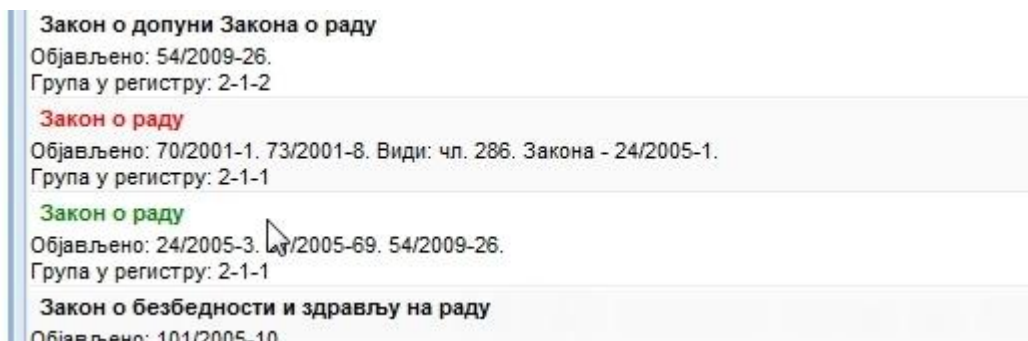 Закон о допуни Закона о раду
Објављено: 54/2009-26.
Група у регистру: 2-1-2
Закон о раду
Објављено: 70/2001-1. 73/2001-8. Види: чл. 286. Закона - 24/2005-1.
Група у регистру: 2-1-1
Закон о раду
Објављено: 24/2005-3. /2005-69. 54/2009-26.
Група у регистру: 2-1-1
Закон о безбедности и здрављу на раду
Објављено: 101/2005-10